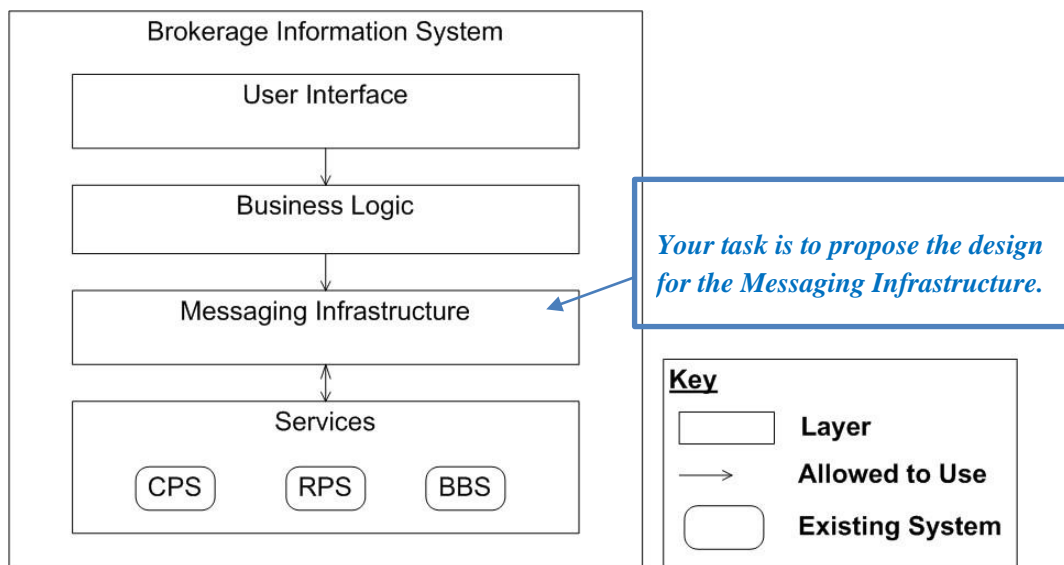 Brokerage Information System
User Interface
Business Logic
Messaging Infrastructure
Services
CPS RPS BBS
Your task is to propose the design
for the Messaging Infrastructure.
Key
Layer
Allowed to Use
Existing System